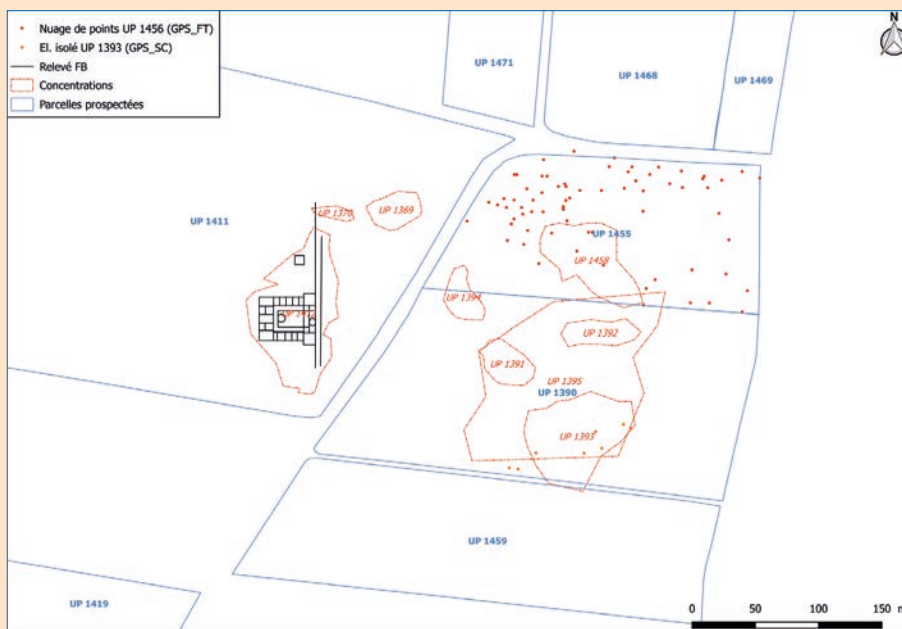 Nuage de points UP 1456 (GPS_FT)
El. isolé UP 1393 (GPS_SC)
Relevé FB
Concentrations
Parcelles prospectées
N
UP 1471
UP 1468
UP 1469
UP 1411
UP 1370
UP 1369
UP 1455
UP 1458
UP 1394
UP 1392
UP 1391
UP 1395
UP 1390
UP 1393
UP 1459
UP 1419
0 50 100 150 m